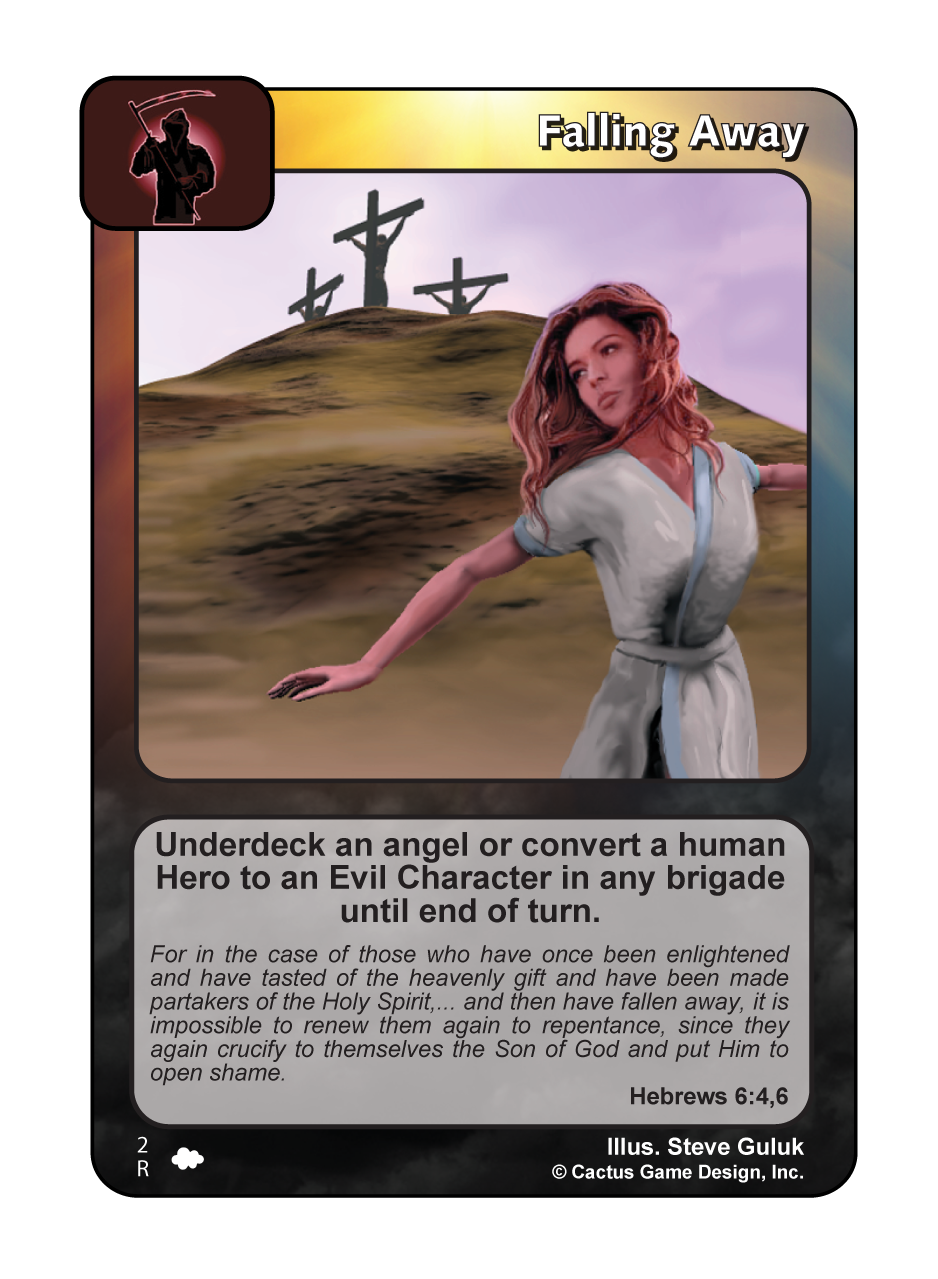 Falling Away
Underdeck an angel or convert a human
Hero to an Evil Character in any brigade
until end of turn.
For in the case of those who have once been enlightened
and have tasted of the heavenly gift and have been made
partakers of the Holy Spirit,... and then have fallen away, it is
impossible to renew them again to repentance, since they
again crucify to themselves the Son of God and put Him to
open shame.
Hebrews 6:4,6
2
R
Illus. Steve Guluk
© Cactus Game Design, Inc.